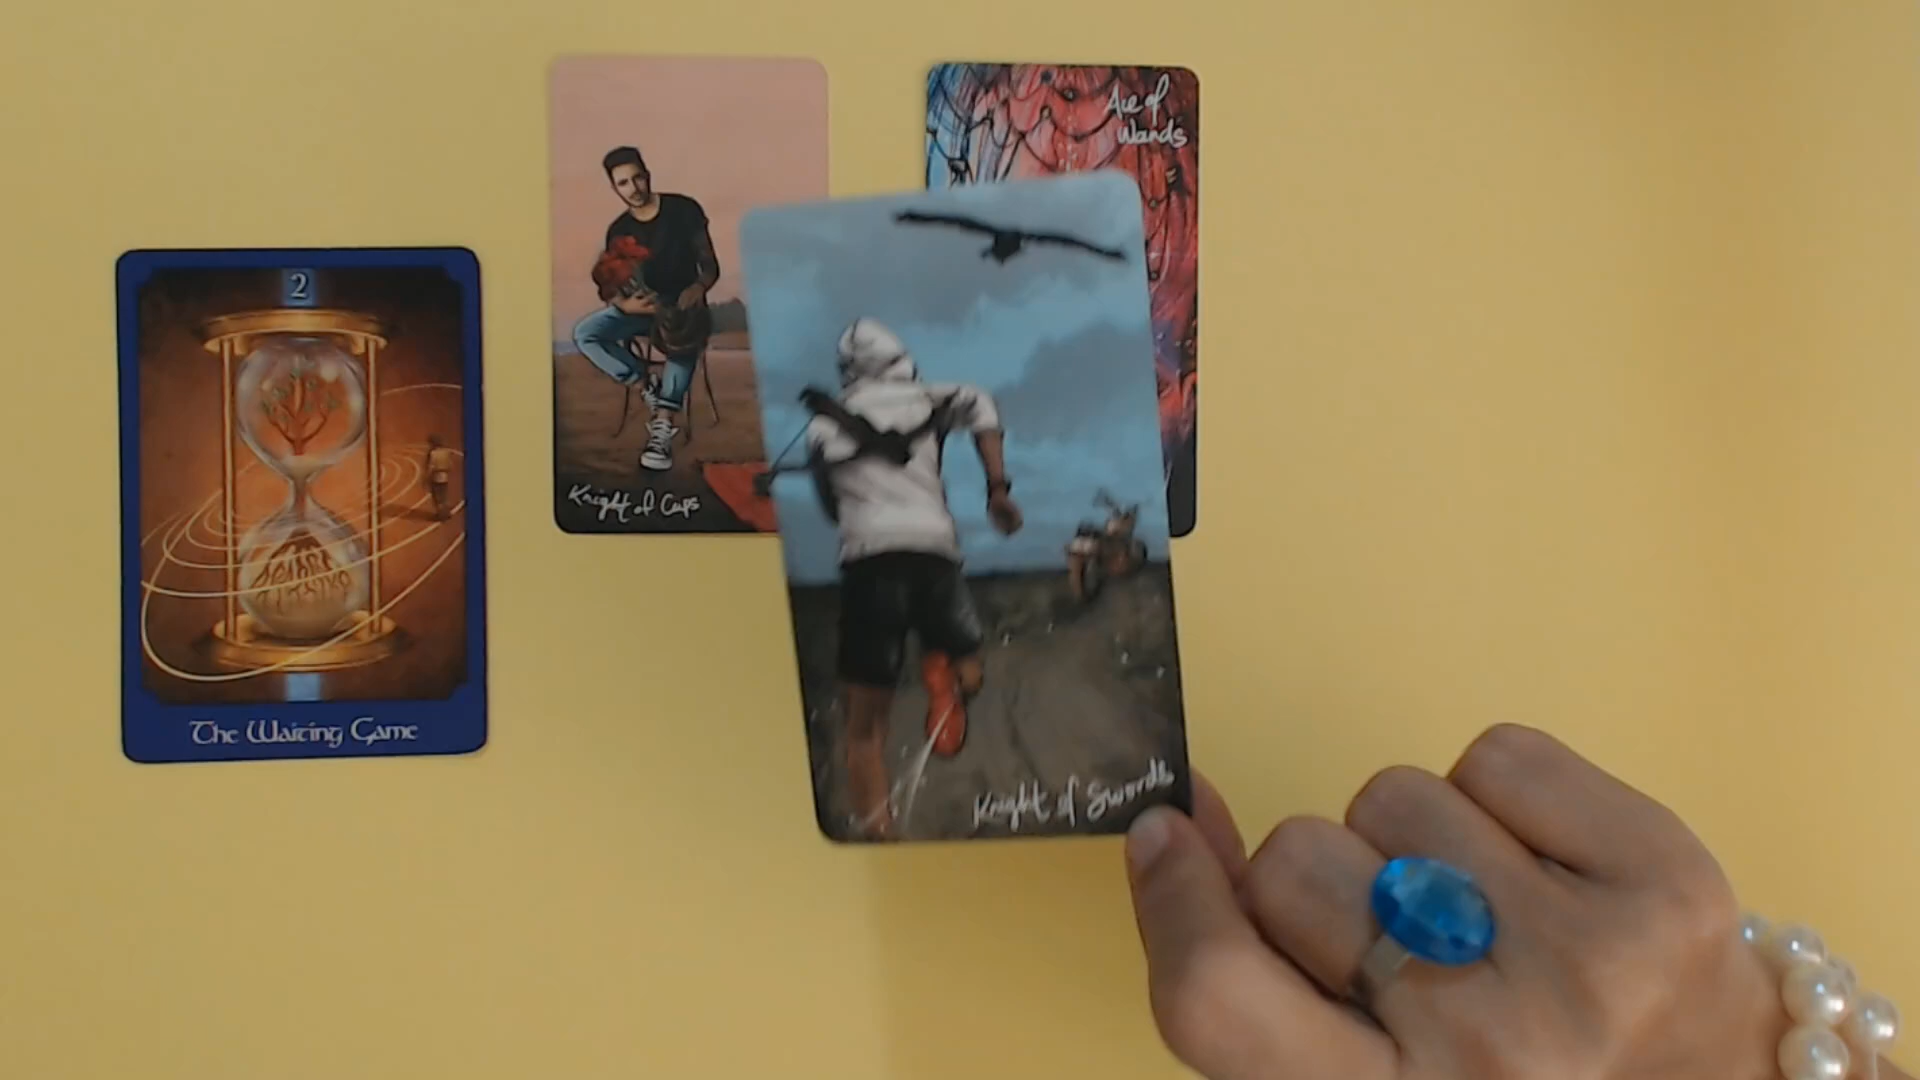 2
The Waiting Game
Knight of Cups
Ace of
Wands
Knight of Swords